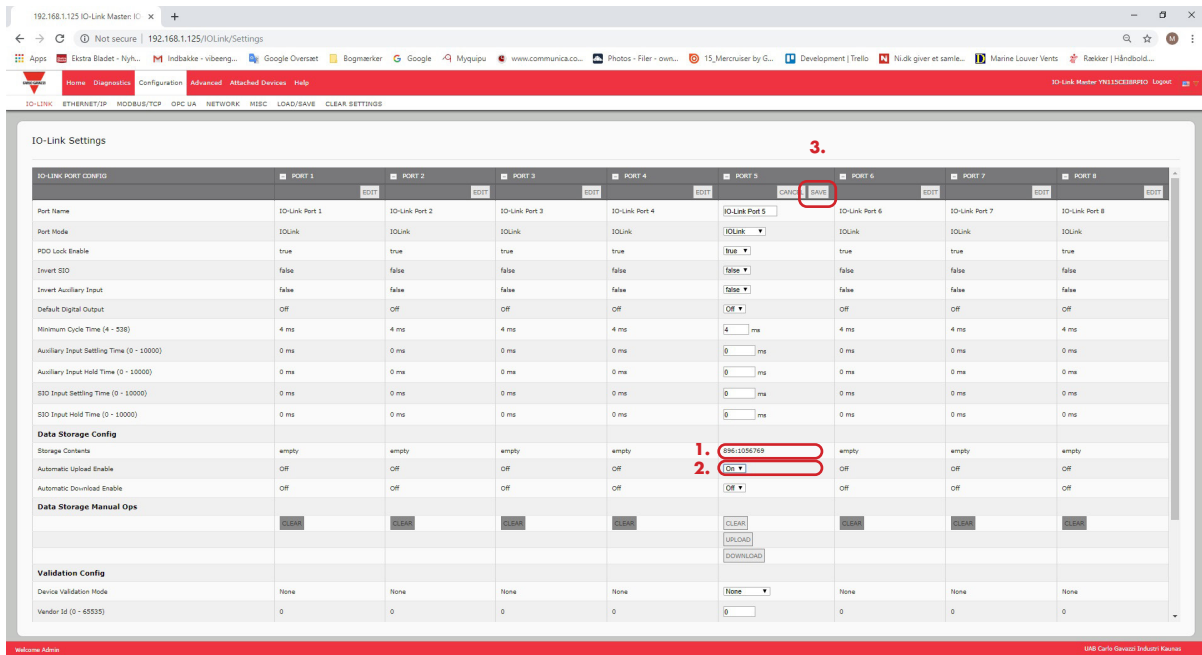 192.168.1.125 IO-Link Master: IO
Not secure | 192.168.1.125/IOLink/Settings
Apps Ekstra Bladet - Nyh... Indbakke - vibeeng... Google Oversæt Bogmærker Google Myquipu www.communica.co... Photos - Filer - own... 15_Mercruiser by G... Development | Trello Ni.dk giver et samle... Marine Louver Vents Rækker | Håndbold....
Home Diagnostics Configuration Advanced Attached Devices Help IO-Link Master YN115CEI8RPIO Logout
IO-LINK ETHERNET/IP MODBUS/TCP OPC UA NETWORK MISC LOAD/SAVE CLEAR SETTINGS
IO-Link Settings
3.
IO-LINK PORT CONFIG PORT 1 PORT 2 PORT 3 PORT 4 PORT 5 PORT 6 PORT 7 PORT 8
EDIT EDIT EDIT EDIT CANCEL SAVE EDIT EDIT EDIT
Port Name IO-Link Port 1 IO-Link Port 2 IO-Link Port 3 IO-Link Port 4 IO-Link Port 5 IO-Link Port 6 IO-Link Port 7 IO-Link Port 8
Port Mode IOLink IOLink IOLink IOLink IOLink IOLink IOLink IOLink
PDO Lock Enable true true true true true true true true
Invert SIO false false false false false false false false
Invert Auxiliary Input false false false false false false false false
Default Digital Output Off Off Off Off Off Off Off Off
Minimum Cycle Time (4 - 538) 4 ms 4 ms 4 ms 4 ms 4 ms 4 ms 4 ms 4 ms
Auxiliary Input Settling Time (0 - 10000) 0 ms 0 ms 0 ms 0 ms 0 ms 0 ms 0 ms 0 ms
Auxiliary Input Hold Time (0 - 10000) 0 ms 0 ms 0 ms 0 ms 0 ms 0 ms 0 ms 0 ms
SIO Input Settling Time (0 - 10000) 0 ms 0 ms 0 ms 0 ms 0 ms 0 ms 0 ms 0 ms
SIO Input Hold Time (0 - 10000) 0 ms 0 ms 0 ms 0 ms 0 ms 0 ms 0 ms 0 ms
Data Storage Config
Storage Contents empty empty empty empty 1. 896:1056769 empty empty empty
Automatic Upload Enable Off Off Off Off 2. On Off Off Off
Automatic Download Enable Off Off Off Off Off Off Off Off
Data Storage Manual Ops
CLEAR CLEAR CLEAR CLEAR CLEAR CLEAR CLEAR CLEAR
UPLOAD
DOWNLOAD
Validation Config
Device Validation Mode None None None None None None None None
Vendor Id (0 - 65535) 0 0 0 0 0 0 0 0
Welcome Admin UAB Carlo Gavazzi Industri Kaunas